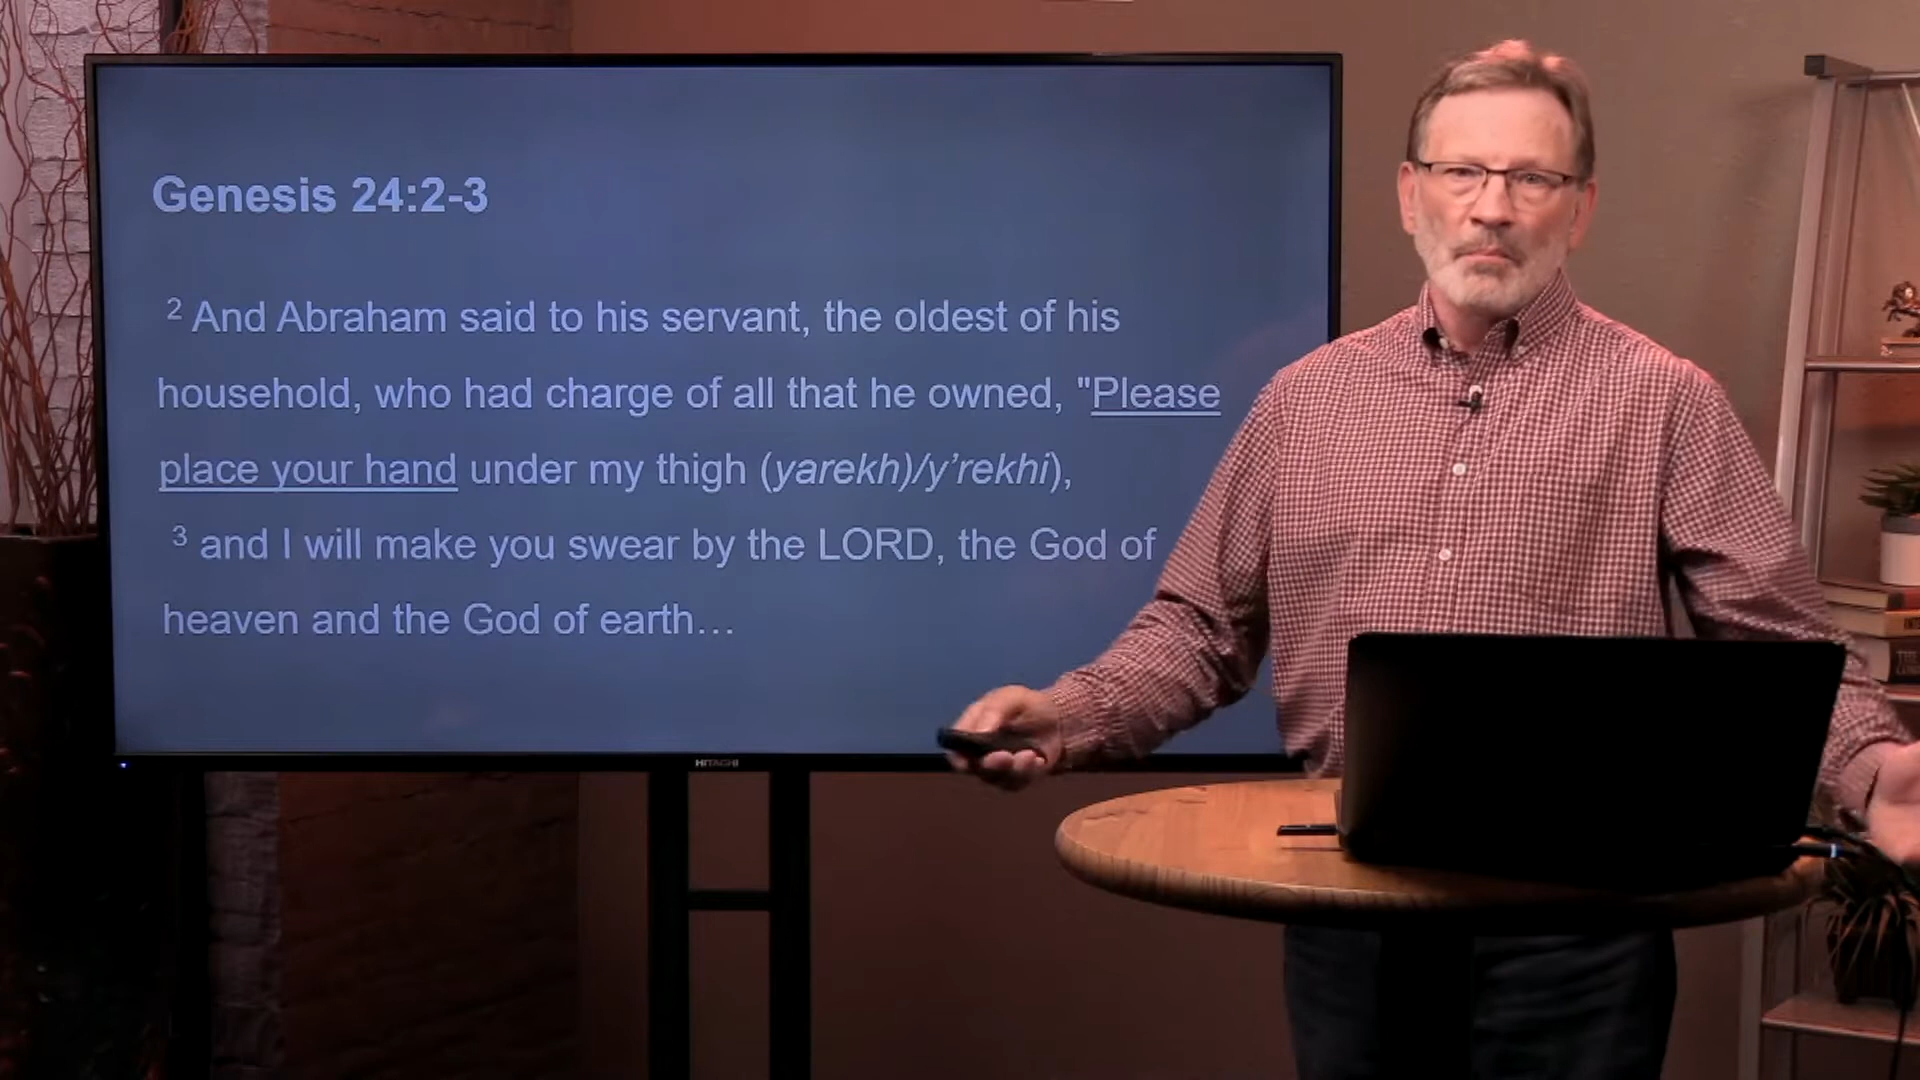 Genesis 24:2-3
2 And Abraham said to his servant, the oldest of his
household, who had charge of all that he owned, "Please
place your hand under my thigh (yarekh)/y’rekhi),
3 and I will make you swear by the LORD, the God of
heaven and the God of earth…
HITACHI